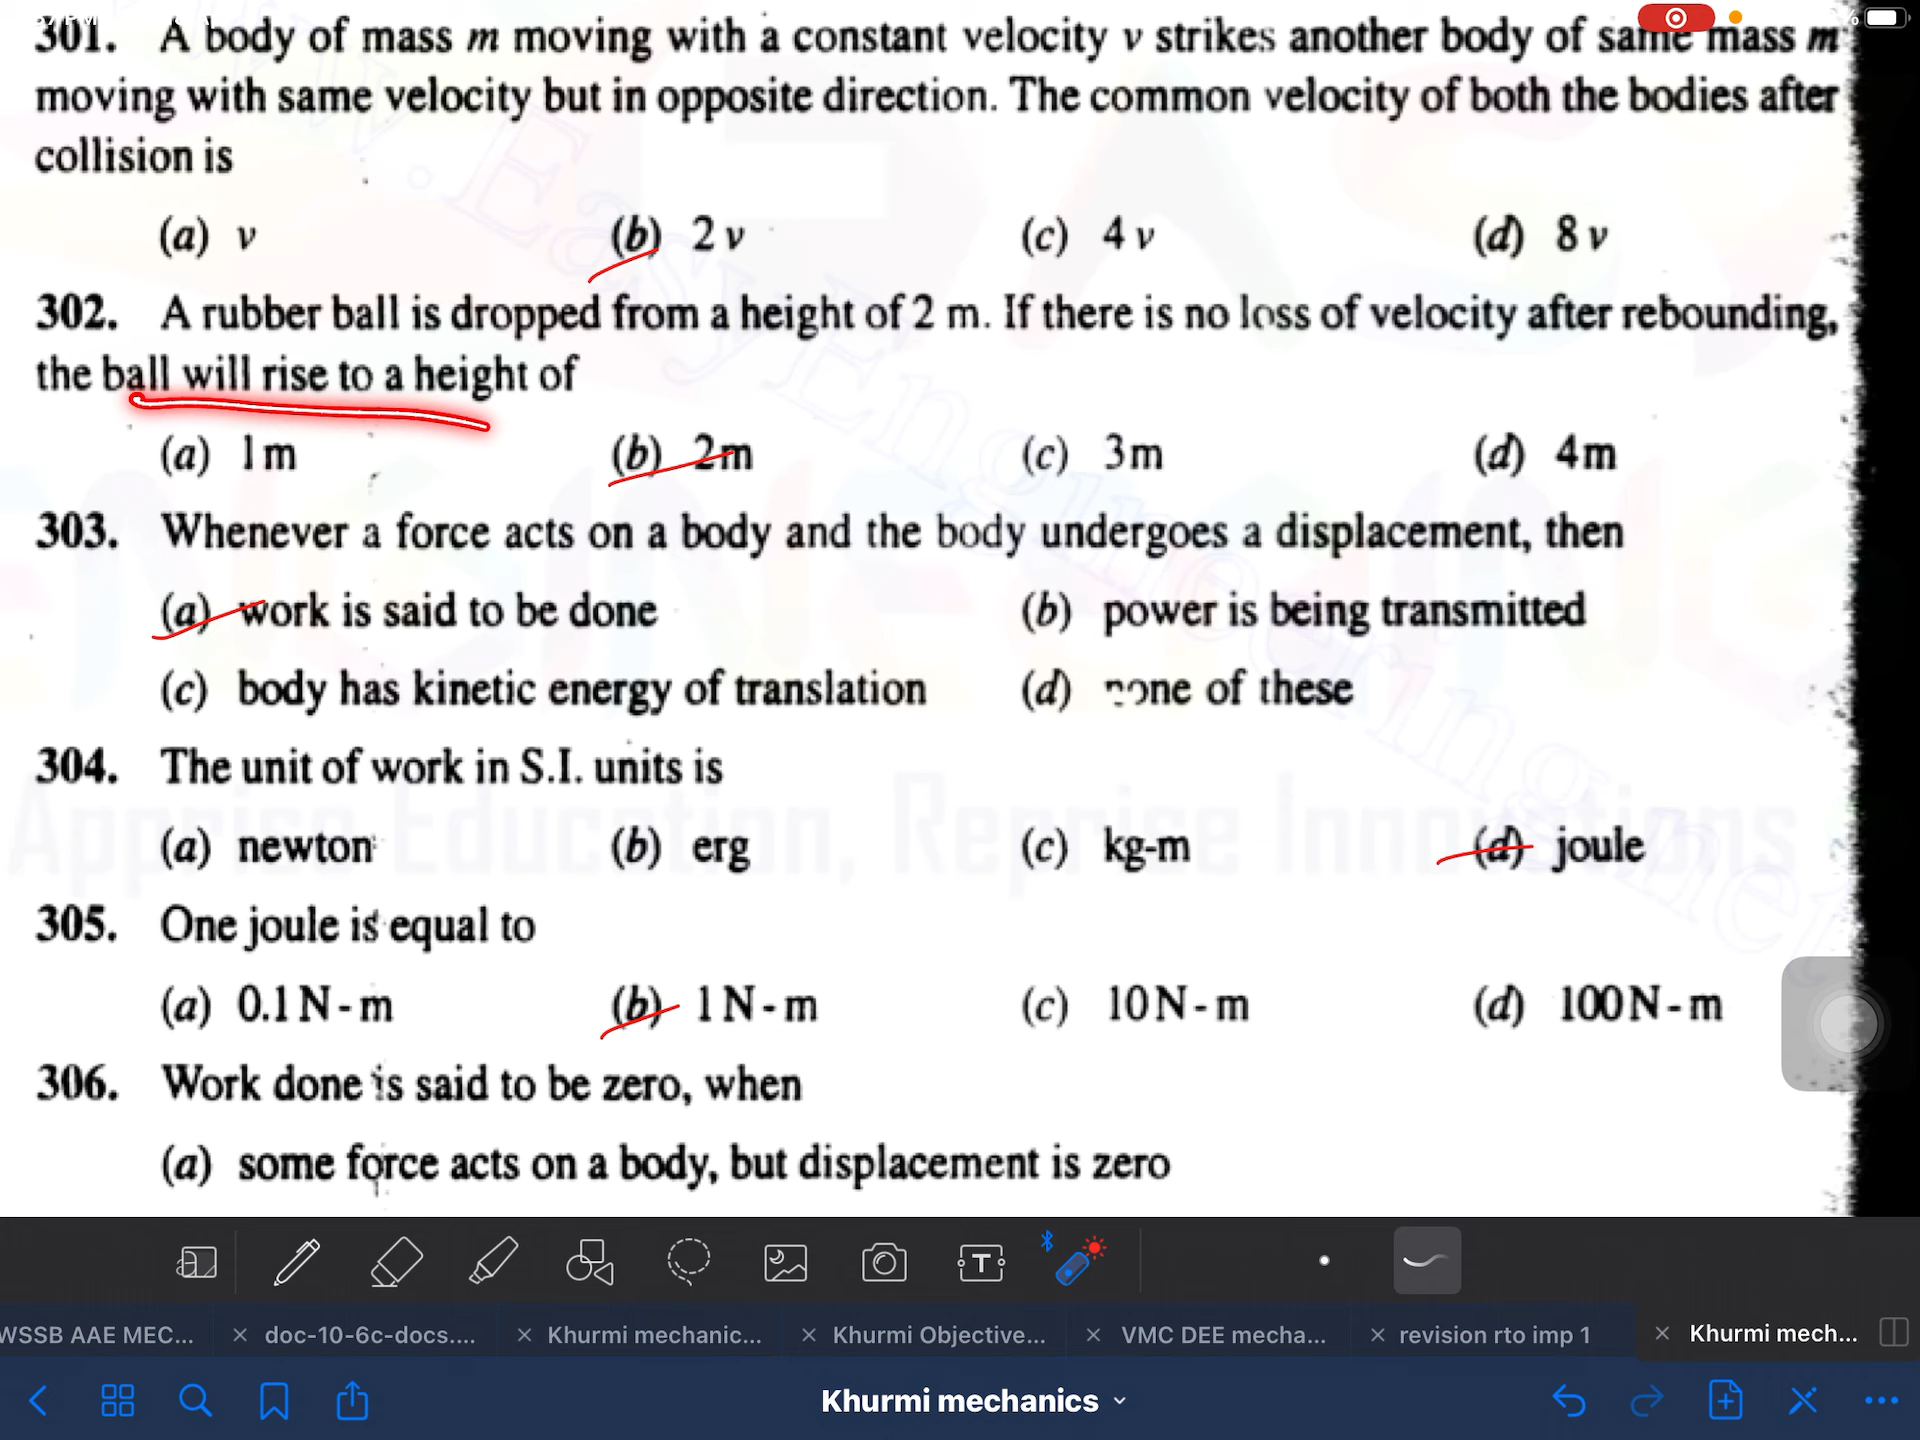 301. A body of mass m moving with a constant velocity v strikes another body of same mass m
moving with same velocity but in opposite direction. The common velocity of both the bodies after
collision is
(a) v (b) 2 v (c) 4 v (d) 8 v
302. A rubber ball is dropped from a height of 2 m. If there is no loss of velocity after rebounding,
the ball will rise to a height of
(a) 1m (b) 2m (c) 3m (d) 4m
303. Whenever a force acts on a body and the body undergoes a displacement, then
(a) work is said to be done (b) power is being transmitted
(c) body has kinetic energy of translation (d) none of these
304. The unit of work in S.I. units is
(a) newton (b) erg (c) kg-m (d) joule
305. One joule is equal to
(a) 0.1 N - m (b) 1 N - m (c) 10 N - m (d) 100 N - m
306. Work done is said to be zero, when
(a) some force acts on a body, but displacement is zero
Apprise Education, Reprise Innovations
www.EasyEngineering.net
WSSB AAE MEC... × doc-10-6c-docs.... × Khurmi mechanic... × Khurmi Objective... × VMC DEE mecha... × revision rto imp 1 × Khurmi mech...
Khurmi mechanics